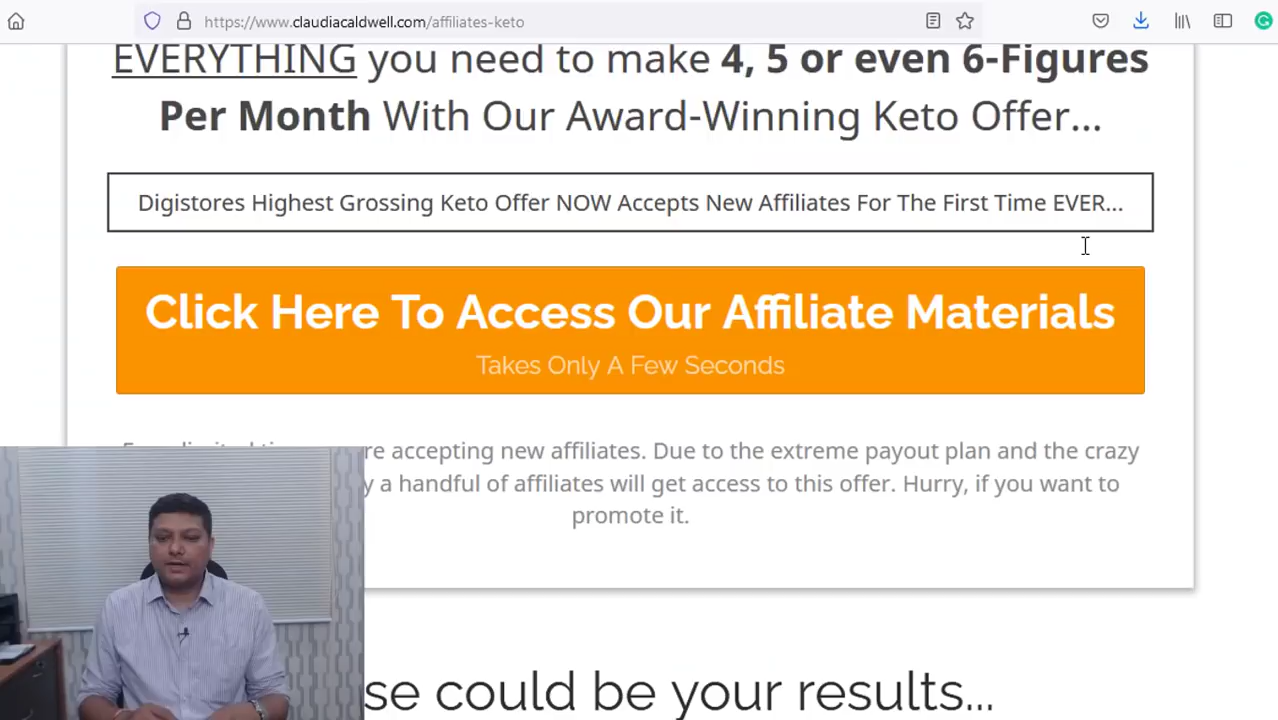 https://www.claudiacaldwell.com/affiliates-keto
EVERYTHING you need to make 4, 5 or even 6-Figures
Per Month With Our Award-Winning Keto Offer...
Digistores Highest Grossing Keto Offer NOW Accepts New Affiliates For The First Time EVER...
Click Here To Access Our Affiliate Materials
Takes Only A Few Seconds
accepting new affiliates. Due to the extreme payout plan and the crazy
a handful of affiliates will get access to this offer. Hurry, if you want to
promote it.
could be your results...